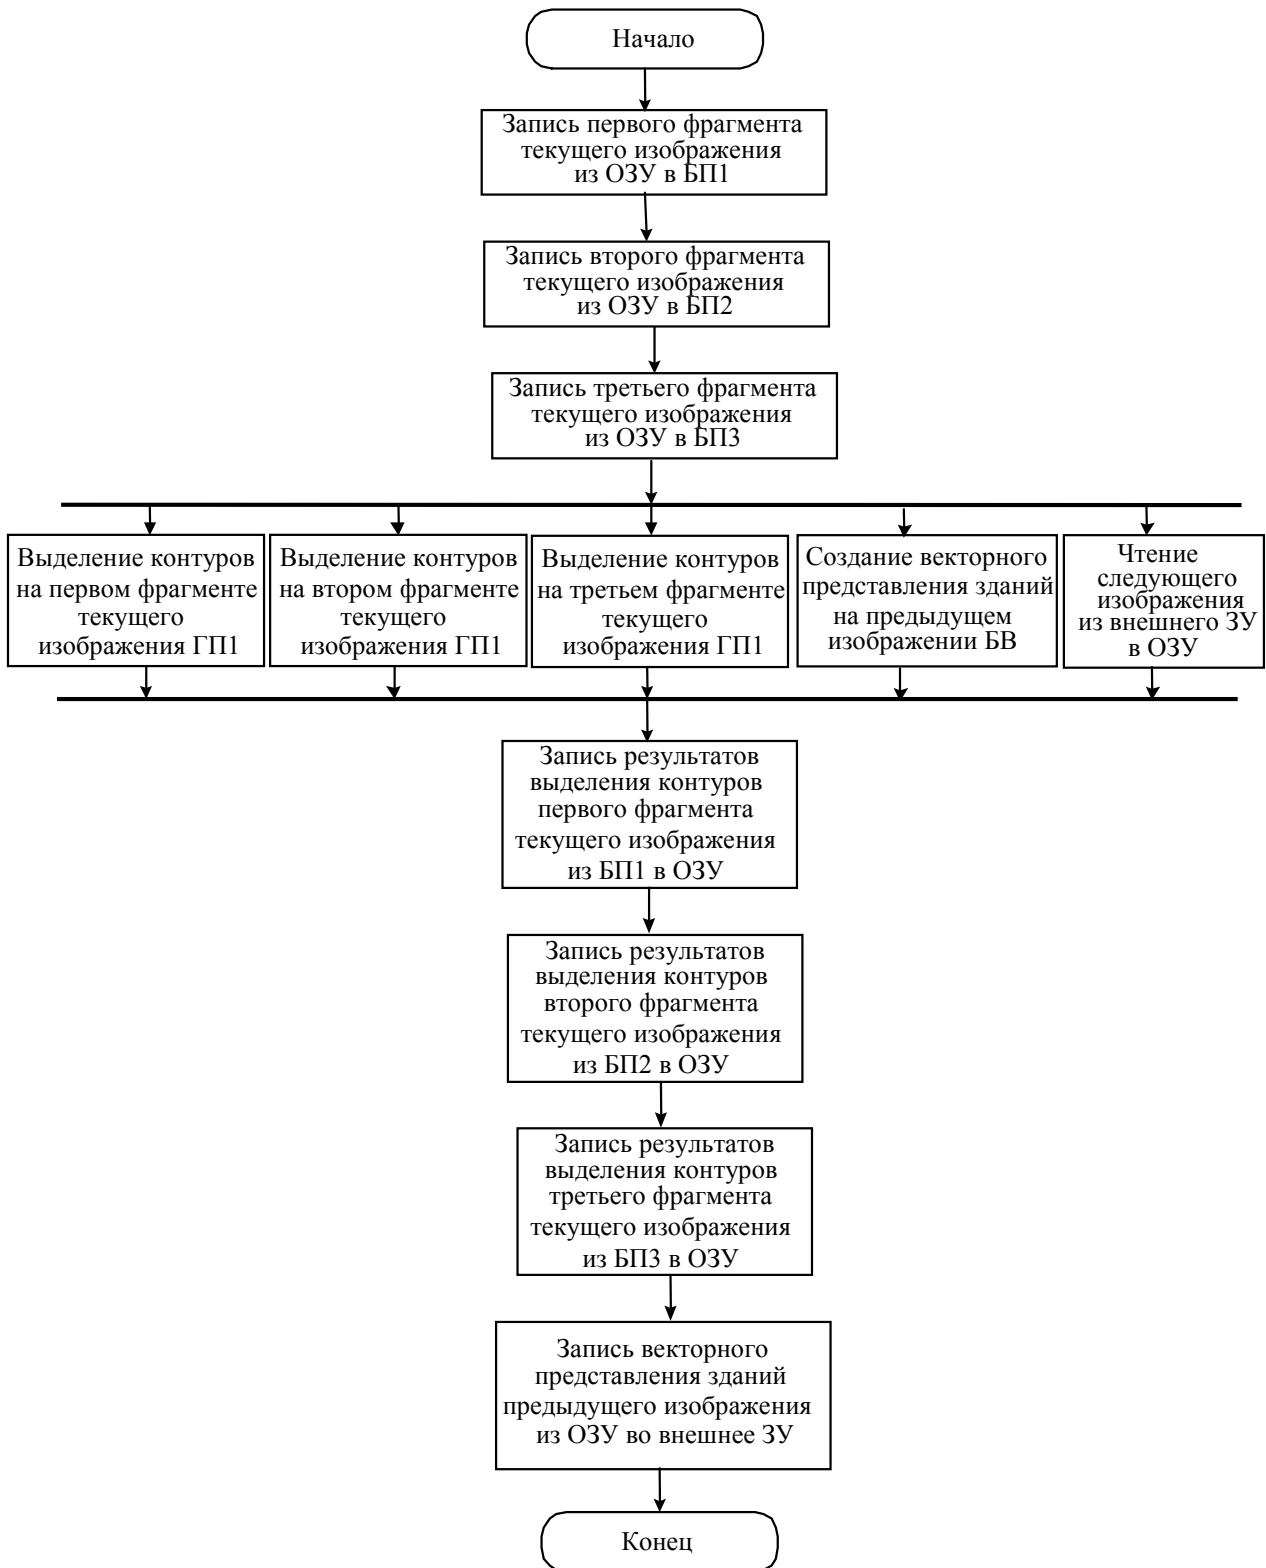 Начало
Запись первого фрагмента
текущего изображения
из ОЗУ в БП1
Запись второго фрагмента
текущего изображения
из ОЗУ в БП2
Запись третьего фрагмента
текущего изображения
из ОЗУ в БП3
Выделение контуров
на первом фрагменте
текущего
изображения ГП1
Выделение контуров
на втором фрагменте
текущего
изображения ГП1
Выделение контуров
на третьем фрагменте
текущего
изображения ГП1
Создание векторного
представления зданий
на предыдущем
изображении БВ
Чтение
следующего
изображения
из внешнего ЗУ
в ОЗУ
Запись результатов
выделения контуров
первого фрагмента
текущего изображения
из БП1 в ОЗУ
Запись результатов
выделения контуров
второго фрагмента
текущего изображения
из БП2 в ОЗУ
Запись результатов
выделения контуров
третьего фрагмента
текущего изображения
из БП3 в ОЗУ
Запись векторного
представления зданий
предыдущего изображения
из ОЗУ во внешнее ЗУ
Конец